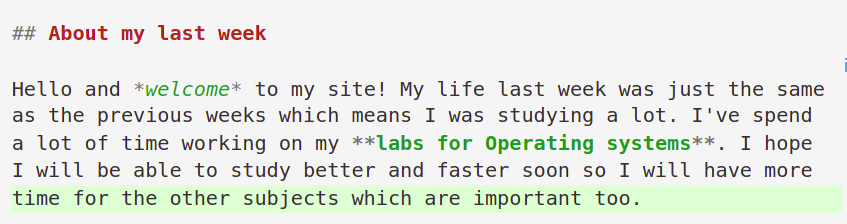 ## About my last week
Hello and *welcome* to my site! My life last week was just the same
as the previous weeks which means I was studying a lot. I've spend
a lot of time working on my **labs for Operating systems**. I hope
I will be able to study better and faster soon so I will have more
time for the other subjects which are important too.